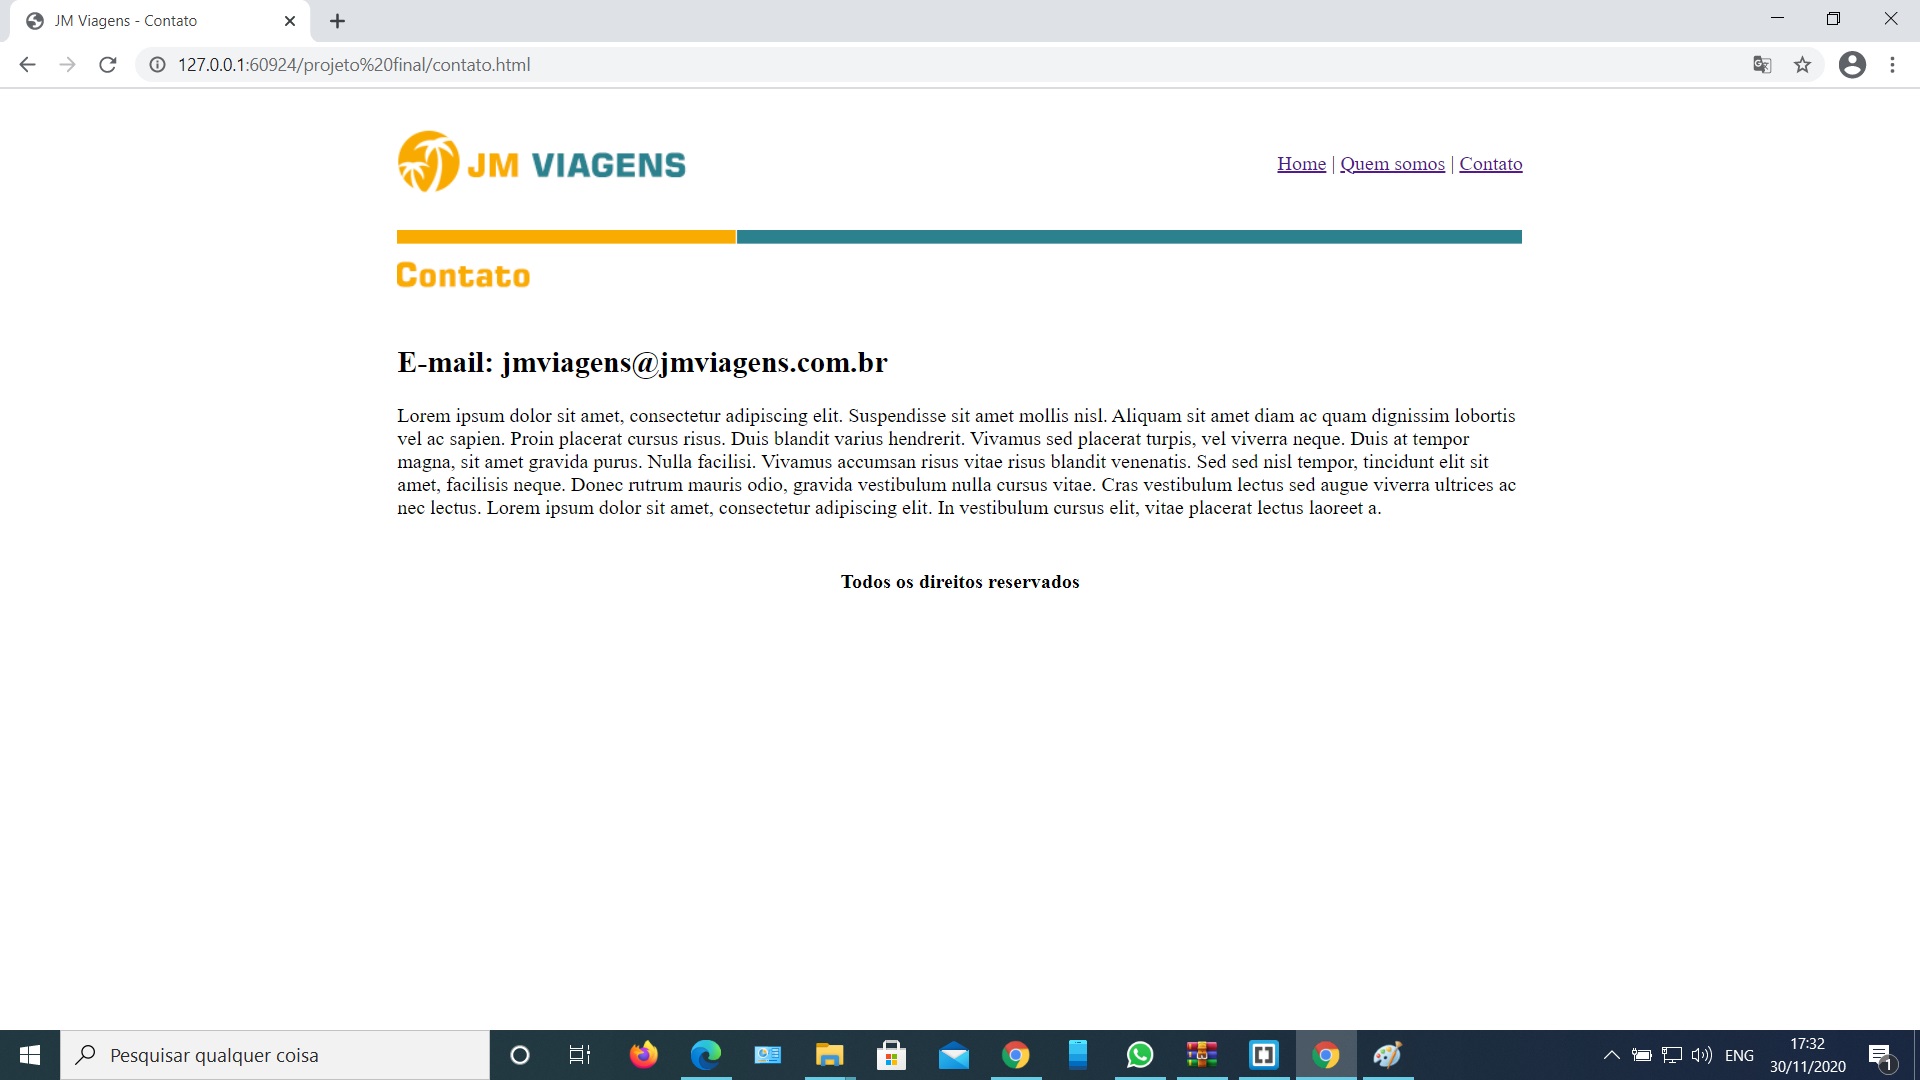 JM Viagens - Contato
127.0.0.1:60924/projeto%20final/contato.html
JM VIAGENS
Home | Quem somos | Contato
Contato
E-mail: jmviagens@jmviagens.com.br
Lorem ipsum dolor sit amet, consectetur adipiscing elit. Suspendisse sit amet mollis nisl. Aliquam sit amet diam ac quam dignissim lobortis
vel ac sapien. Proin placerat cursus risus. Duis blandit varius hendrerit. Vivamus sed placerat turpis, vel viverra neque. Duis at tempor
magna, sit amet gravida purus. Nulla facilisi. Vivamus accumsan risus vitae risus blandit venenatis. Sed sed nisl tempor, tincidunt elit sit
amet, facilisis neque. Donec rutrum mauris odio, gravida vestibulum nulla cursus vitae. Cras vestibulum lectus sed augue viverra ultrices ac
nec lectus. Lorem ipsum dolor sit amet, consectetur adipiscing elit. In vestibulum cursus elit, vitae placerat lectus laoreet a.
Todos os direitos reservados
Pesquisar qualquer coisa
ENG
17:32
30/11/2020
1